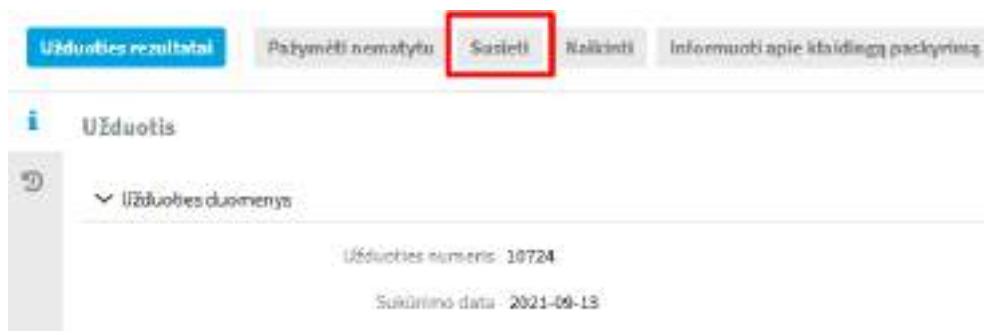 Užduoties rezultatai Pažymėti nematytu Susieti Naikinti Informuoti apie klaidingą paskyrimą
Užduotis
Užduoties duomenys
Užduoties numeris 10724
Sukūrimo data 2021-09-13